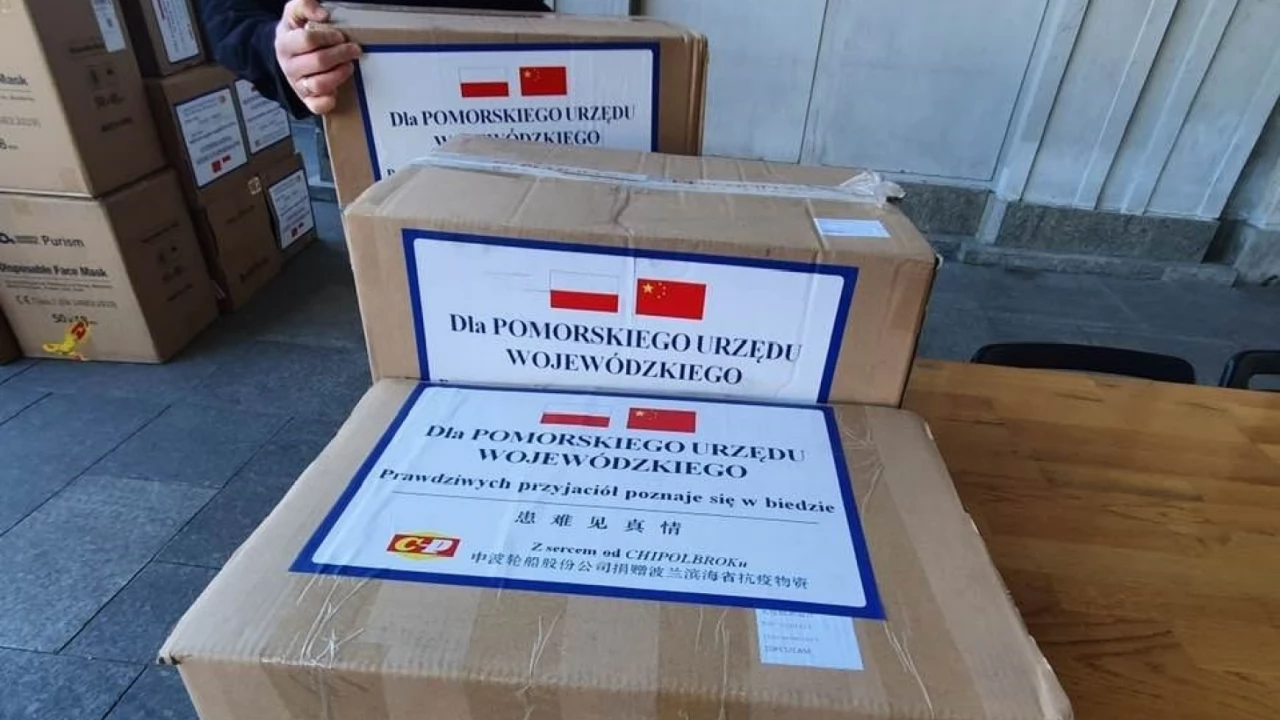 Mask
Purism
Disposable Face Mask
Dla POMORSKIEGO URZĘDU
WOJEWÓDZKIEGO
Dla POMORSKIEGO URZĘDU
WOJEWÓDZKIEGO
Dla POMORSKIEGO URZĘDU
WOJEWÓDZKIEGO
Prawdziwych przyjaciół poznaje się w biedzie
患难见真情
C-P
Z sercem od CHIPOLBROKu
中波轮船股份公司捐赠波兰滨海省抗疫物资